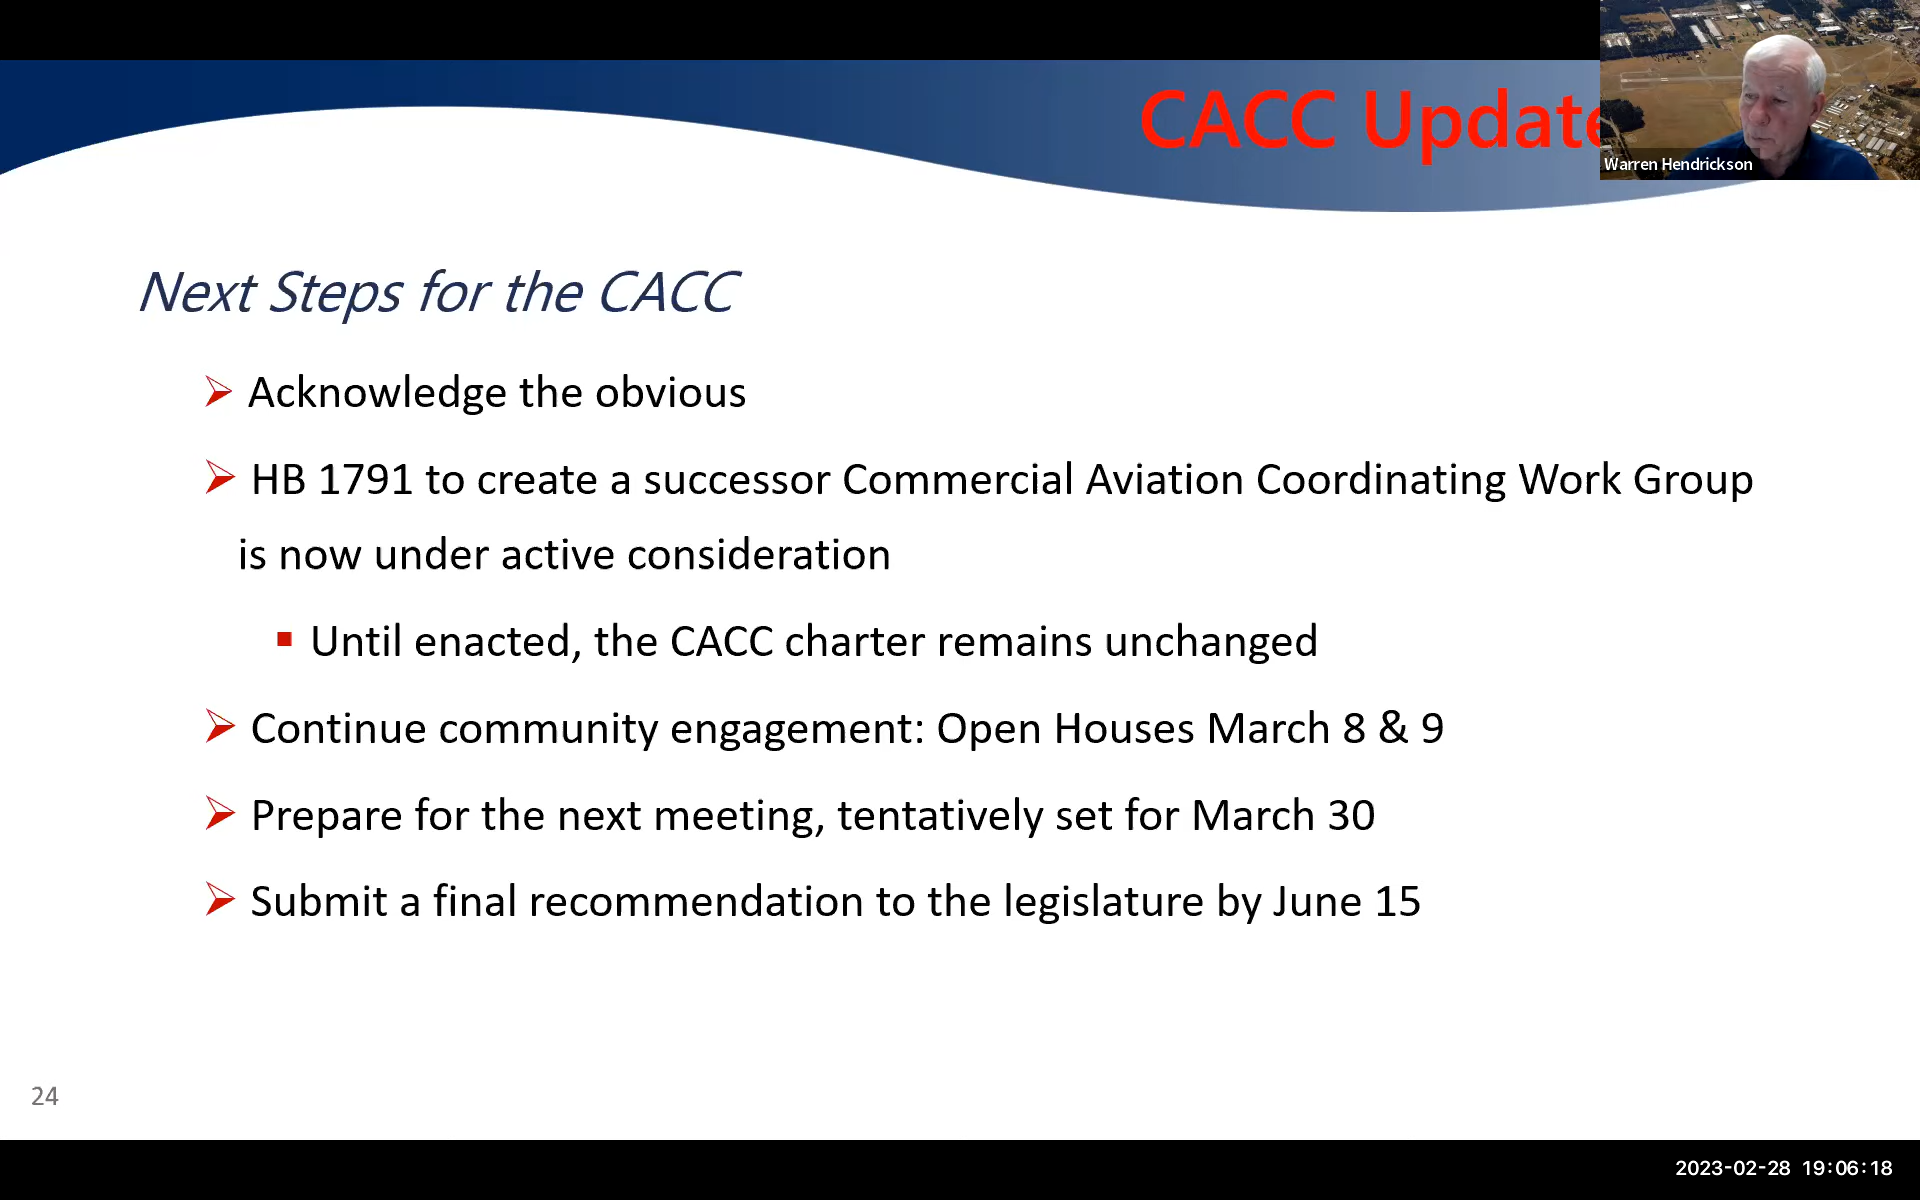 CACC Update
Warren Hendrickson
Next Steps for the CACC
Acknowledge the obvious
HB 1791 to create a successor Commercial Aviation Coordinating Work Group
is now under active consideration
Until enacted, the CACC charter remains unchanged
Continue community engagement: Open Houses March 8 & 9
Prepare for the next meeting, tentatively set for March 30
Submit a final recommendation to the legislature by June 15
24
2023-02-28 19:06:18